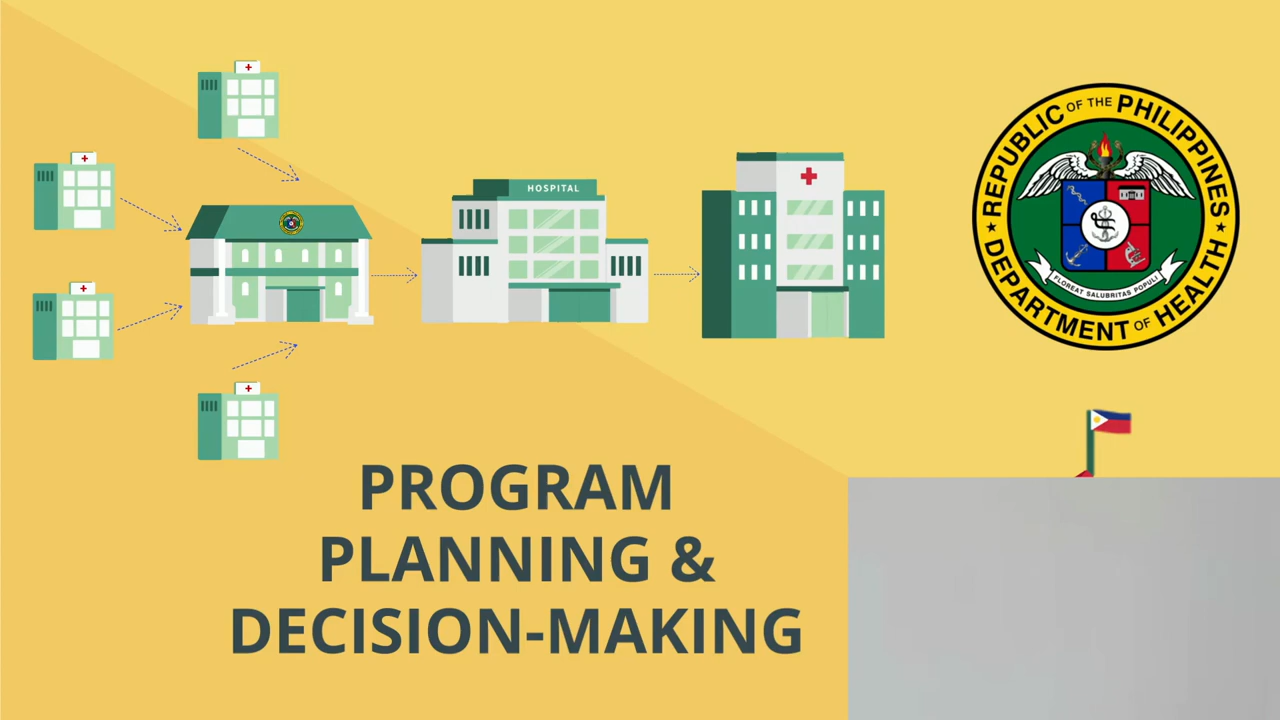 HOSPITAL
REPUBLIC OF THE PHILIPPINES
DEPARTMENT OF HEALTH
FLOREAT SALUBRITAS POPULI
PROGRAM
PLANNING &
DECISION-MAKING